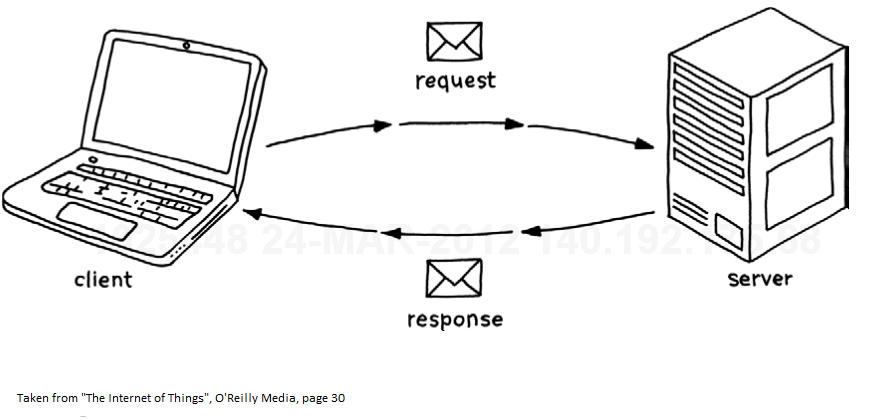 request
client
server
response
Taken from "The Internet of Things", O'Reilly Media, page 30